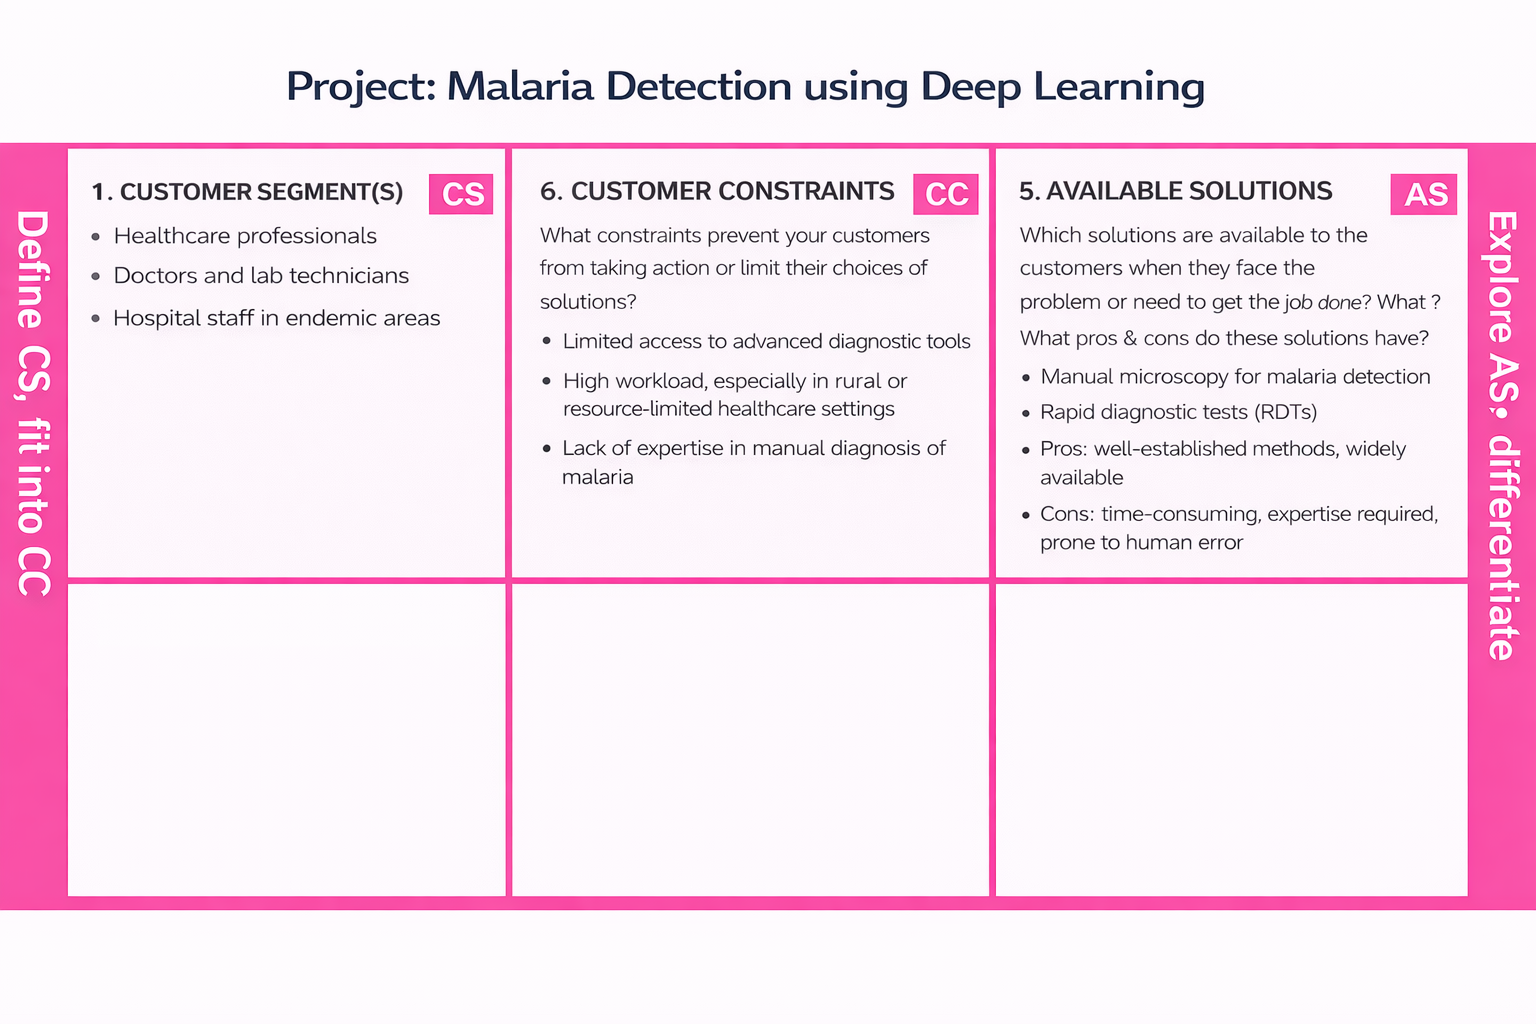 Project: Malaria Detection using Deep Learning
Define CS, fit into CC
1. CUSTOMER SEGMENT(S)
CS
• Healthcare professionals
• Doctors and lab technicians
• Hospital staff in endemic areas
6. CUSTOMER CONSTRAINTS
CC
What constraints prevent your customers
from taking action or limit their choices of
solutions?
• Limited access to advanced diagnostic tools
• High workload, especially in rural or
resource-limited healthcare settings
• Lack of expertise in manual diagnosis of
malaria
5. AVAILABLE SOLUTIONS
AS
Which solutions are available to the
customers when they face the
problem or need to get the job done? What ?
What pros & cons do these solutions have?
• Manual microscopy for malaria detection
• Rapid diagnostic tests (RDTs)
• Pros: well-established methods, widely
available
• Cons: time-consuming, expertise required,
prone to human error
Explore AS,• differentiate